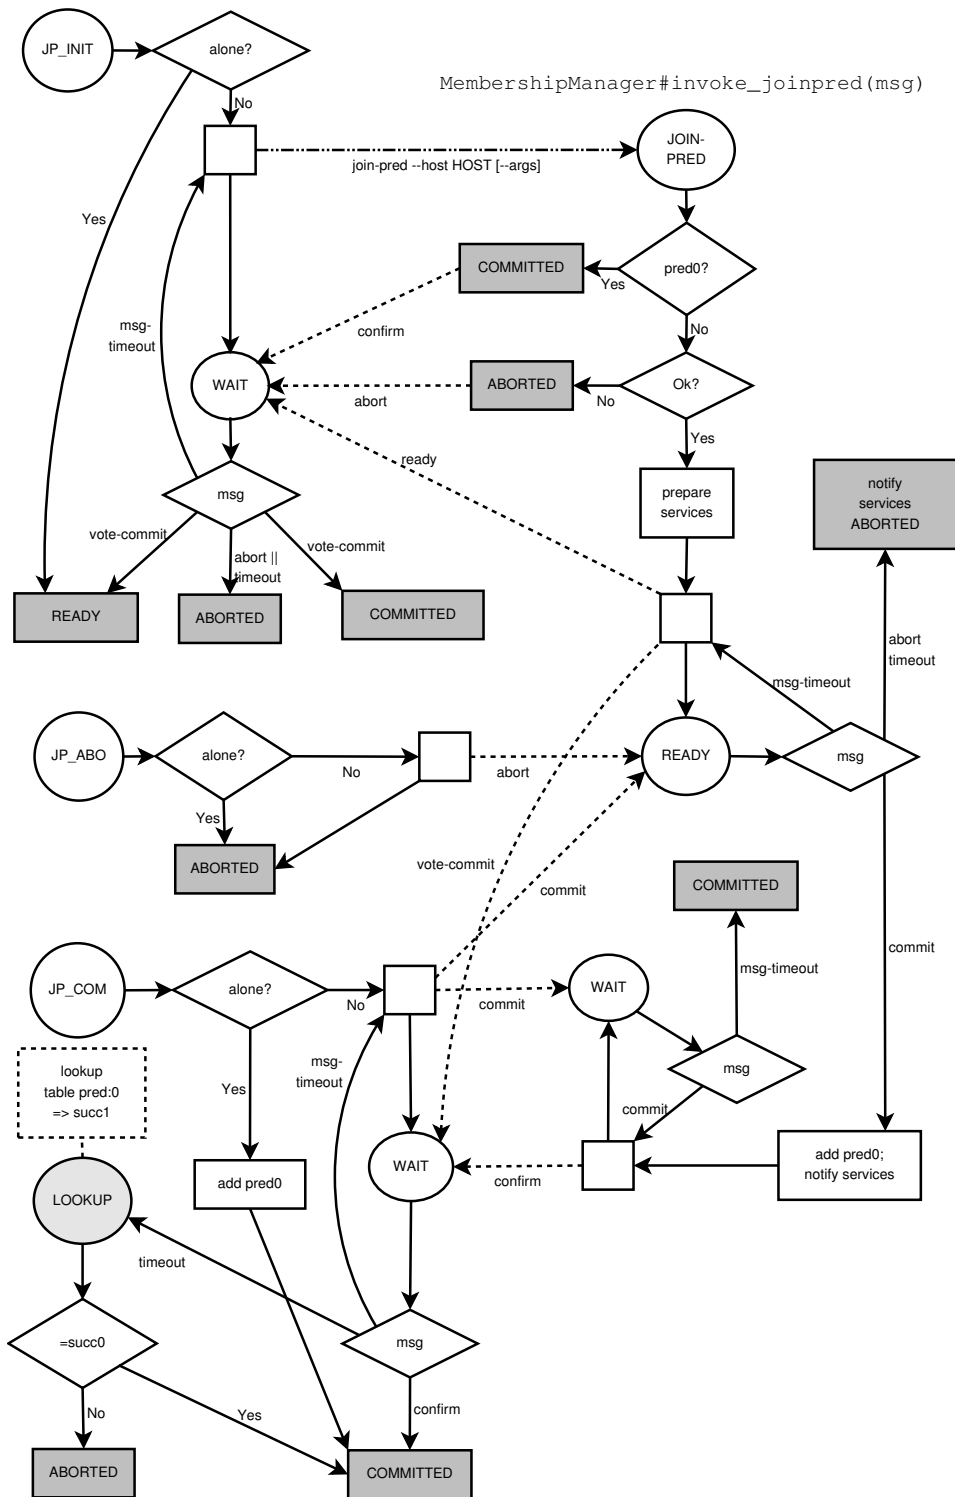 JP_INIT
alone?
No
MembershipManager#invoke_joinpred(msg)
JOIN-
PRED
join-pred --host HOST [--args]
Yes
COMMITTED
pred0?
Yes
confirm
msg-
timeout
No
WAIT
ABORTED
Ok?
No
abort
Yes
ready
msg
prepare
services
notify
services
ABORTED
vote-commit
vote-commit
abort ||
timeout
READY
ABORTED
COMMITTED
abort
timeout
msg-timeout
JP_ABO
alone?
No
abort
READY
msg
Yes
ABORTED
vote-commit
commit
COMMITTED
commit
msg-timeout
JP_COM
alone?
No
commit
WAIT
msg-
timeout
lookup
table pred:0
=> succ1
Yes
msg
commit
WAIT
confirm
add pred0;
notify services
LOOKUP
add pred0
timeout
=succ0
msg
No
Yes
confirm
ABORTED
COMMITTED